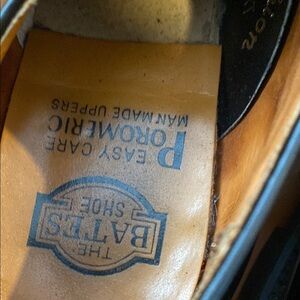 THE
BATES
SHOE
EASY CARE
POROMERIC
MAN MADE UPPERS